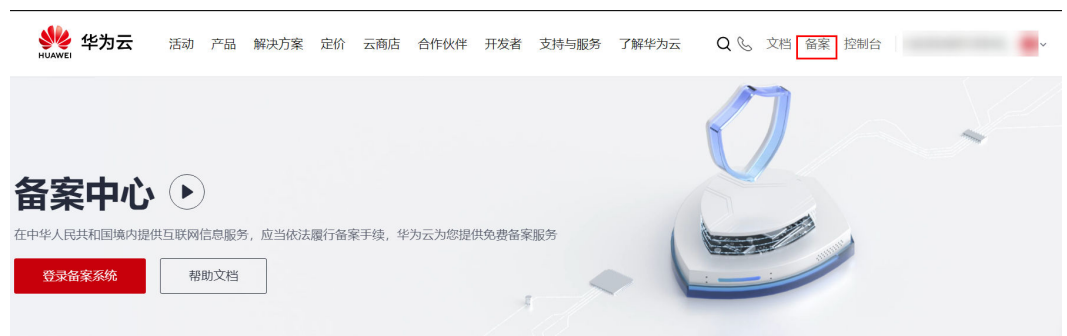 HUAWEI 华为云 活动 产品 解决方案 定价 云商店 合作伙伴 开发者 支持与服务 了解华为云 文档 备案 控制台
备案中心
在中华人民共和国境内提供互联网信息服务，应当依法履行备案手续，华为云为您提供免费备案服务
登录备案系统 帮助文档